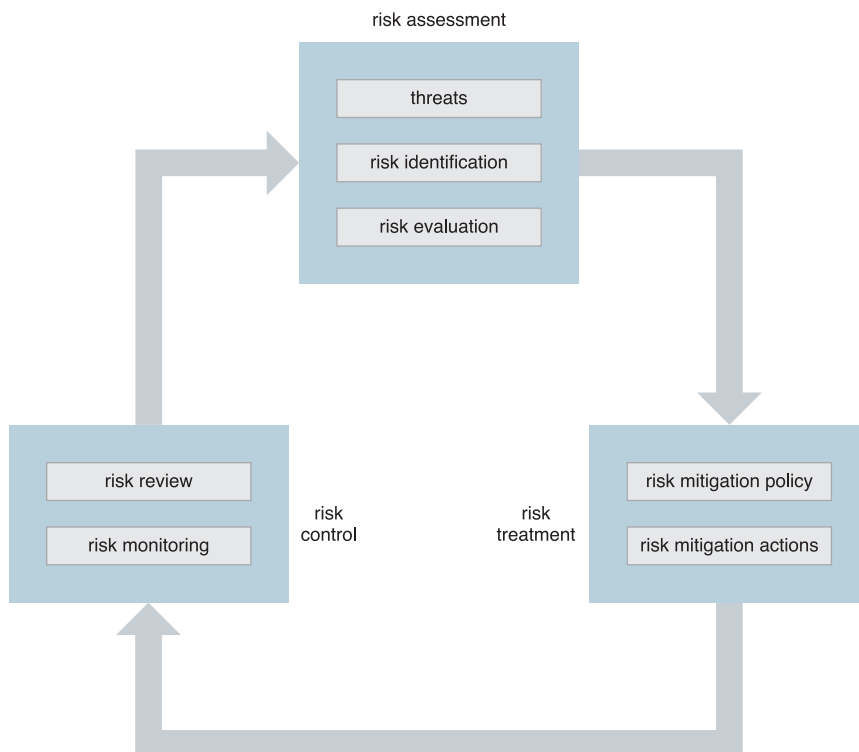 risk assessment
threats
risk identification
risk evaluation
risk review
risk monitoring
risk
control
risk
treatment
risk mitigation policy
risk mitigation actions